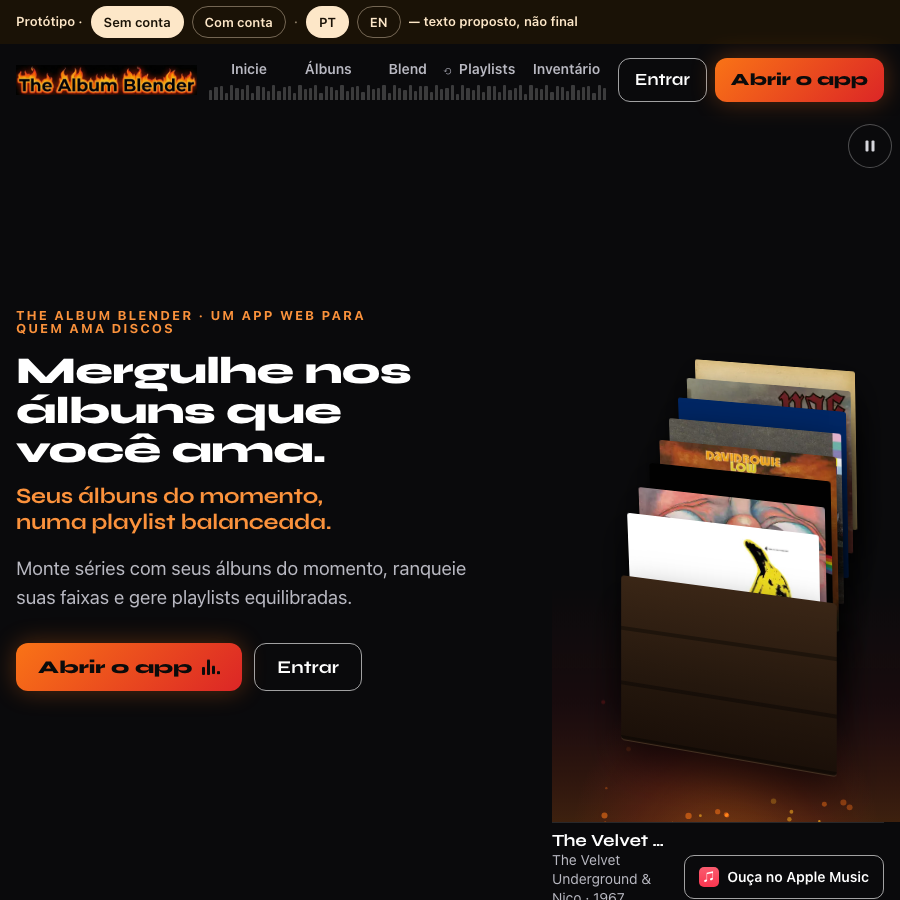 Protótipo · Sem conta Com conta · PT EN — texto proposto, não final
The Album Blender Inicie Álbuns Blend Playlists Inventário Entrar Abrir o app
THE ALBUM BLENDER · UM APP WEB PARA
QUEM AMA DISCOS
Mergulhe nos
álbuns que
você ama.
Seus álbuns do momento,
numa playlist balanceada.
Monte séries com seus álbuns do momento, ranqueie
suas faixas e gere playlists equilibradas.
Abrir o app Entrar
DAVID BOWIE
LOW
The Velvet ...
The Velvet
Underground &
Nico · 1967
Ouça no Apple Music